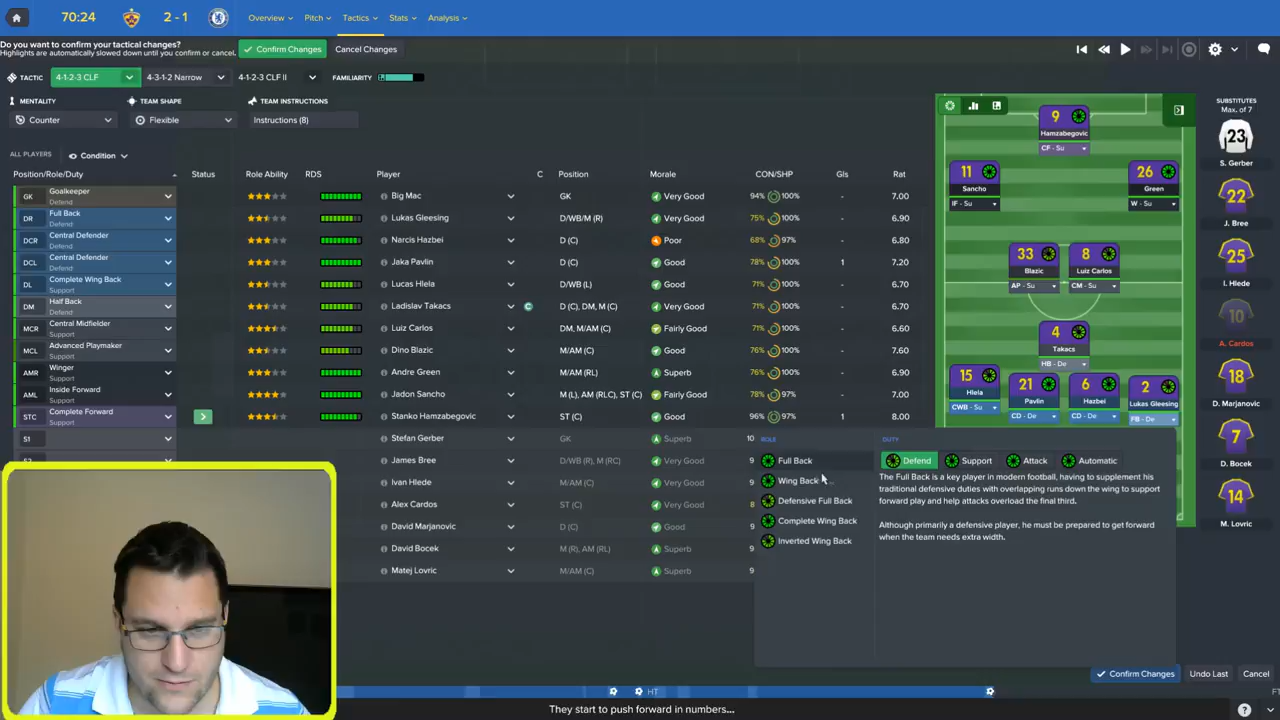 70:24
2 - 1
Overview
Pitch
Tactics
Stats
Analysis
Do you want to confirm your tactical changes?
Highlights are automatically slowed down until you confirm or cancel.
Confirm Changes
Cancel Changes
TACTIC
4-1-2-3 CLF
4-3-1-2 Narrow
4-1-2-3 CLF II
FAMILIARITY
MENTALITY
TEAM SHAPE
TEAM INSTRUCTIONS
Counter
Flexible
Instructions (8)
ALL PLAYERS
Condition
Position/Role/Duty
Status
Role Ability
RDS
Player
C
Position
Morale
CON/SHP
Gls
Rat
GK Goalkeeper Defend Big Mac GK Very Good 94% 100% - 7.00
DR Full Back Defend Lukas Gleesing D/WB/M (R) Very Good 75% 100% - 6.90
DCR Central Defender Defend Narcis Hazbei D (C) Poor 68% 97% - 6.80
DCL Central Defender Defend Jaka Pavlin D (C) Good 78% 100% 1 7.20
DL Complete Wing Back Support Lucas Hlela D/WB (L) Good 71% 100% - 6.70
DM Half Back Defend Ladislav Takacs C D (C), DM, M (C) Very Good 71% 100% - 6.70
MCR Central Midfielder Support Luiz Carlos DM, M/AM (C) Fairly Good 71% 100% - 6.60
MCL Advanced Playmaker Support Dino Blazic M/AM (C) Good 76% 100% - 7.60
AMR Winger Support Andre Green M/AM (RL) Superb 76% 100% - 6.90
AML Inside Forward Support Jadon Sancho M (L), AM (RLC), ST (C) Fairly Good 78% 97% - 7.00
STC Complete Forward Support Stanko Hamzabegovic ST (C) Good 96% 97% 1 8.00
S1 Stefan Gerber GK Superb 10
S2 James Bree D/WB (R), M (RC) Very Good 9
Ivan Hlede M/AM (C) Very Good 9
Alex Cardos ST (C) Very Good 8
David Marjanovic D (C) Good 9
David Bocek M (R), AM (RL) Superb 9
Matej Lovric M/AM (C) Superb 9
9
Hamzabegovic
CF - Su
11
Sancho
IF - Su
26
Green
W - Su
33
Blazic
AP - Su
8
Luiz Carlos
CM - Su
4
Takacs
HB - De
15
Hlela
CWB - Su
21
Pavlin
CD - De
6
Hazbei
CD - De
2
Lukas Gleesing
FB - De
SUBSTITUTES
Max. of 7
23
S. Gerber
22
J. Bree
25
I. Hlede
10
A. Cardos
18
D. Marjanovic
7
D. Bocek
14
M. Lovric
ROLE
Full Back
Wing Back
Defensive Full Back
Complete Wing Back
Inverted Wing Back
DUTY
Defend
Support
Attack
Automatic
The Full Back is a key player in modern football, having to supplement his
traditional defensive duties with overlapping runs down the wing to support
forward play and help attacks overload the final third.
Although primarily a defensive player, he must be prepared to get forward
when the team needs extra width.
Confirm Changes
Undo Last
Cancel
HT
They start to push forward in numbers...